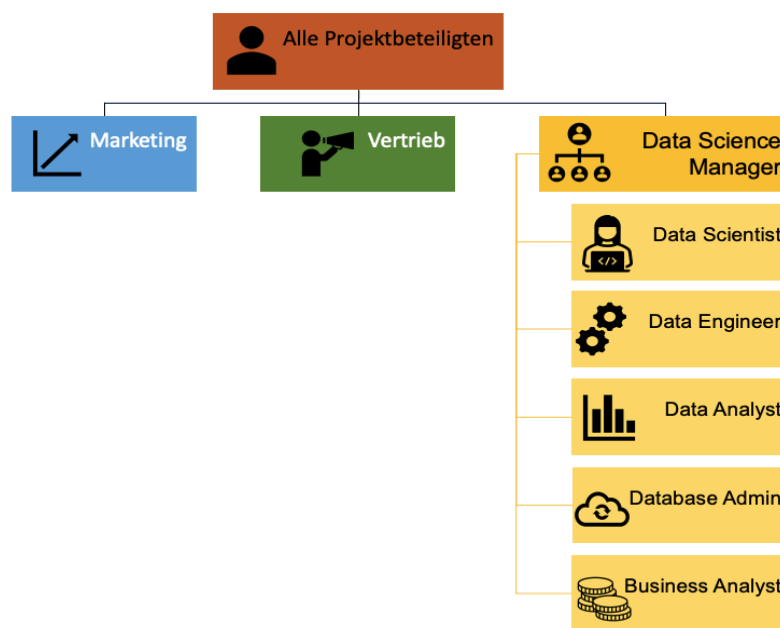 Alle Projektbeteiligten
Marketing
Vertrieb
Data Science
Manager
Data Scientist
Data Engineer
Data Analyst
Database Admin
Business Analyst